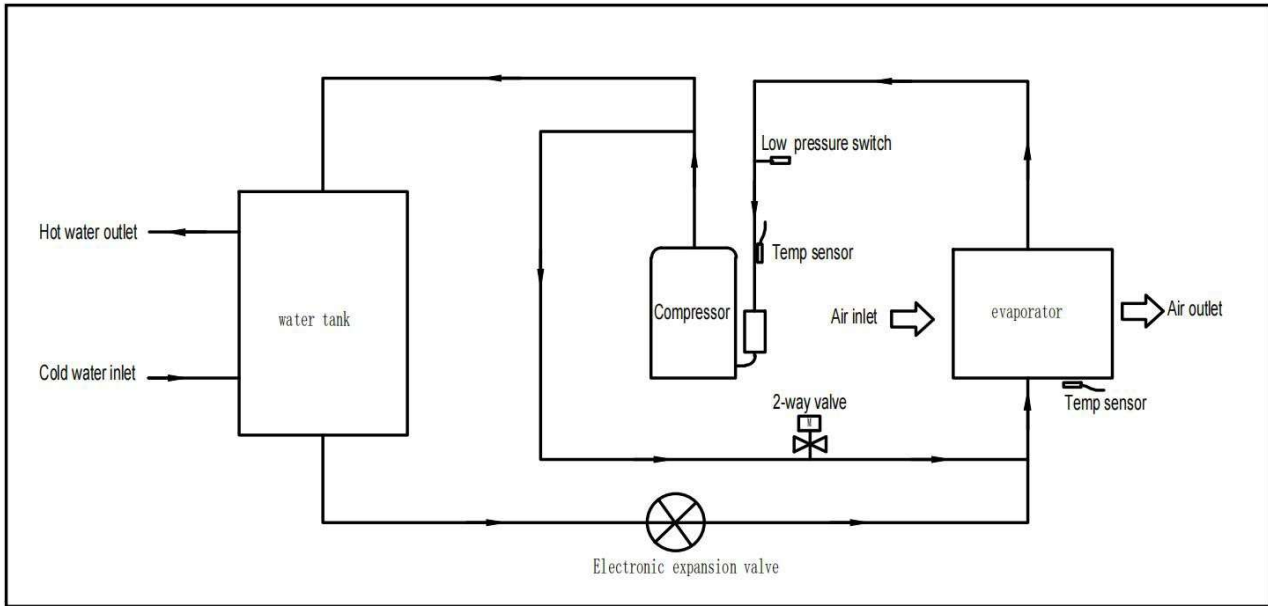 Low pressure switch
Hot water outlet
Temp sensor
water tank
Compressor
Air inlet
evaporator
Air outlet
Cold water inlet
2-way valve
M
Temp sensor
Electronic expansion valve